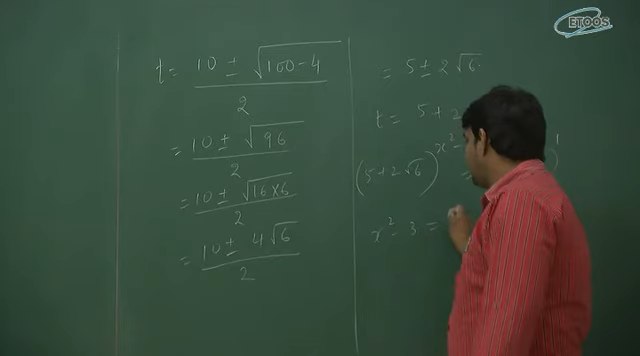 ETOOS
t = (10 ± √(100 - 4)) / 2
= (10 ± √96) / 2
= (10 ± √(16×6)) / 2
= (10 ± 4√6) / 2
= 5 ± 2√6
t = 5 + 2
(5 + 2√6)^(x² -
x² - 3 =